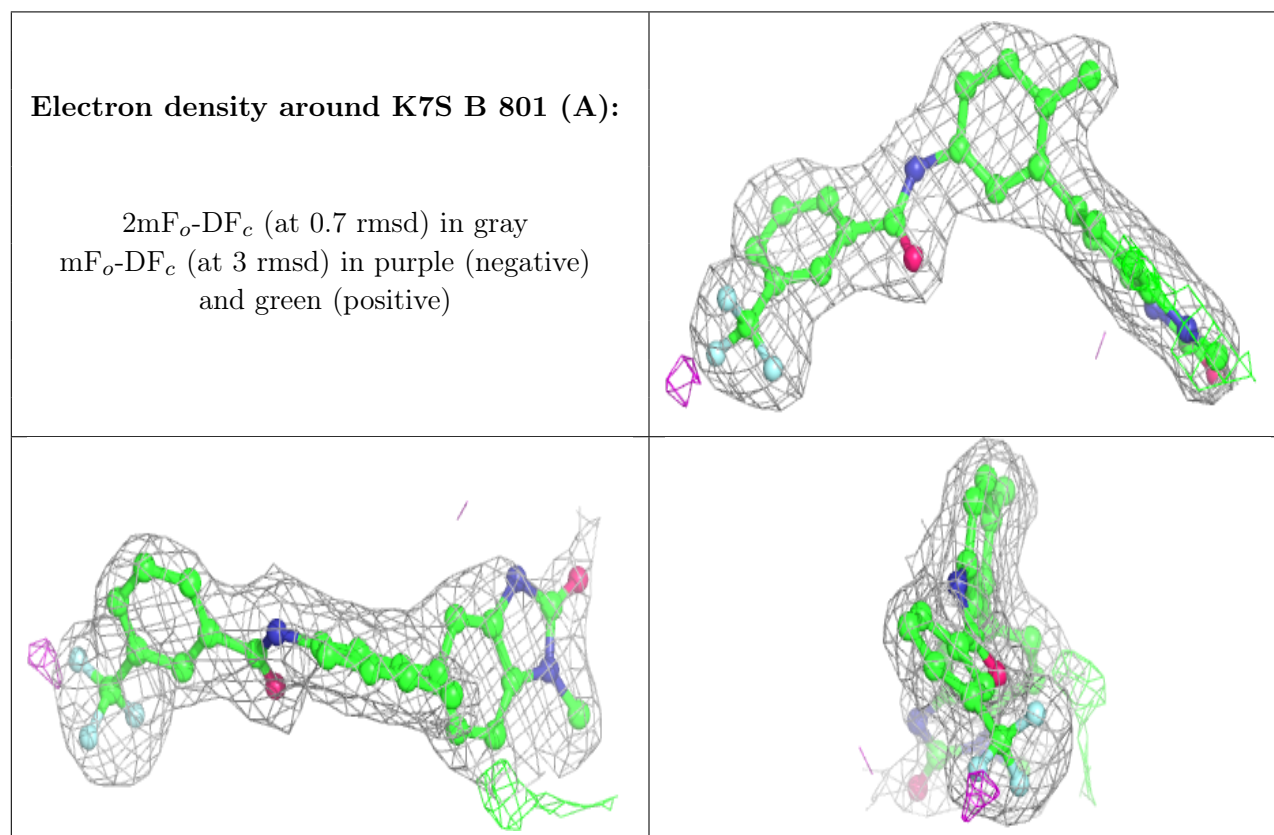 Electron density around K7S B 801 (A):
2mFo-DFc (at 0.7 rmsd) in gray
mFo-DFc (at 3 rmsd) in purple (negative)
and green (positive)